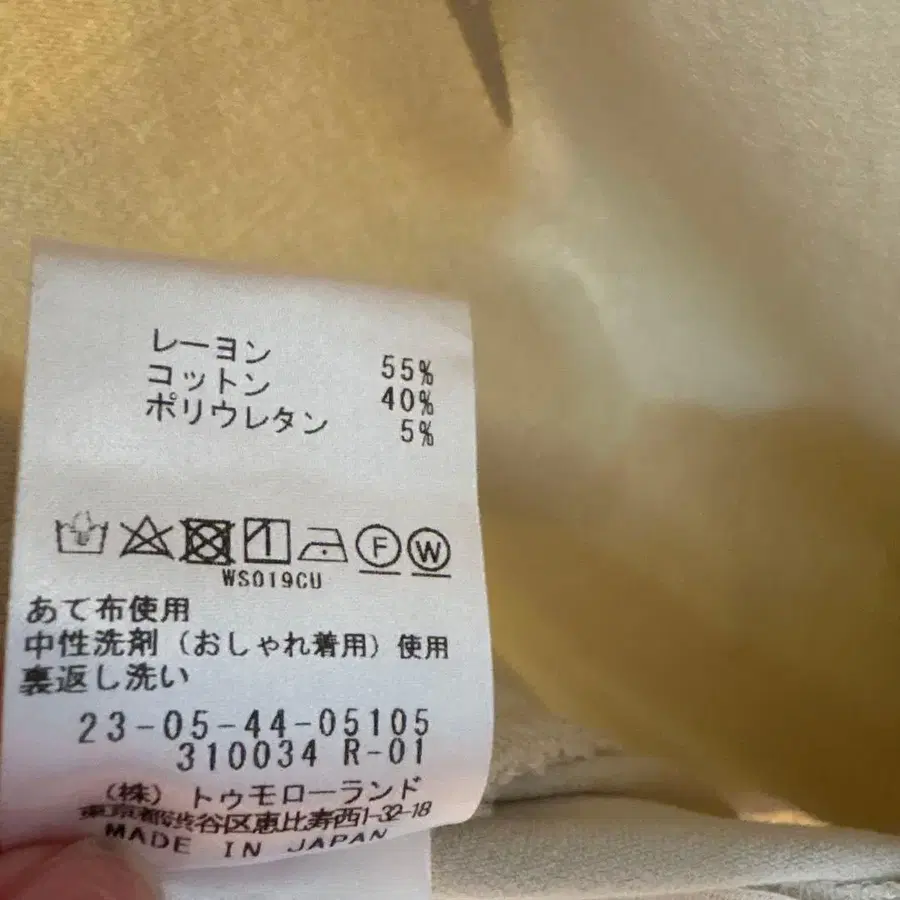 レーヨン 55%
コットン 40%
ポリウレタン 5%
F W
WS019CU
あて布使用
中性洗剤（おしゃれ着用）使用
裏返し洗い
23-05-44-05105
310034 R-01
（株）トゥモローランド
東京都渋谷区恵比寿西1-32-18
MADE IN JAPAN